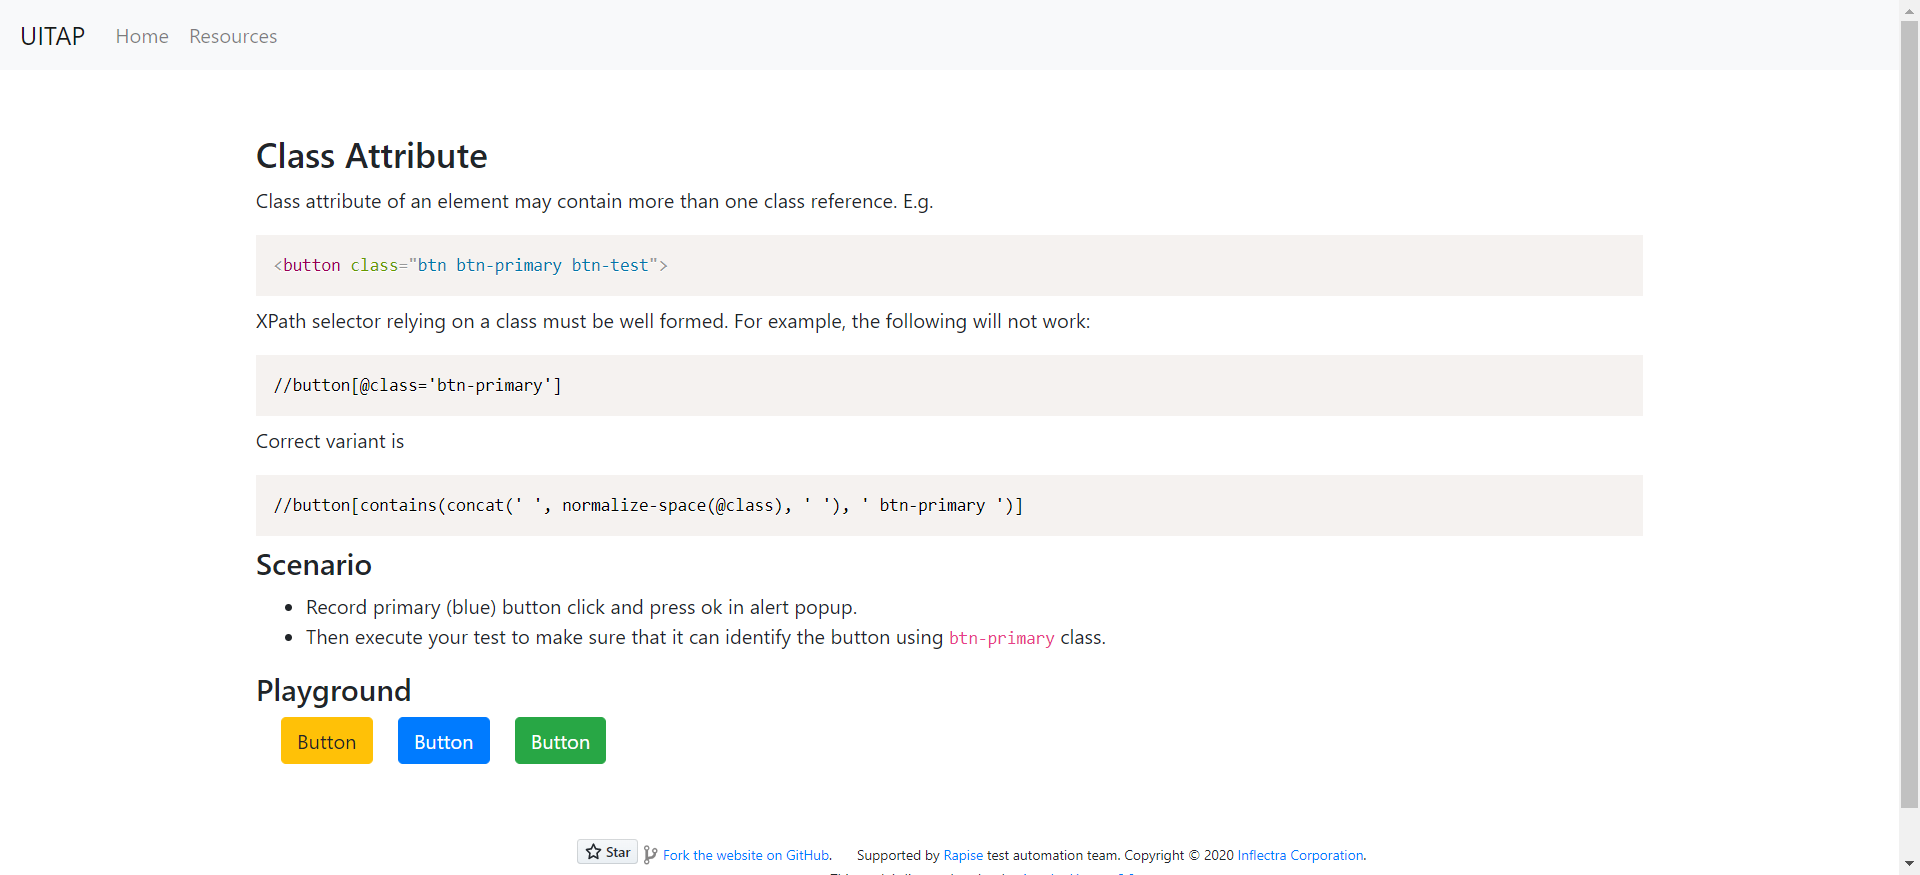 UITAP Home Resources
Class Attribute
Class attribute of an element may contain more than one class reference. E.g.
<button class="btn btn-primary btn-test">
XPath selector relying on a class must be well formed. For example, the following will not work:
//button[@class='btn-primary']
Correct variant is
//button[contains(concat(' ', normalize-space(@class), ' '), ' btn-primary ')]
Scenario
• Record primary (blue) button click and press ok in alert popup.
• Then execute your test to make sure that it can identify the button using btn-primary class.
Playground
Button Button Button
Star Fork the website on GitHub. Supported by Rapise test automation team. Copyright © 2020 Inflectra Corporation.